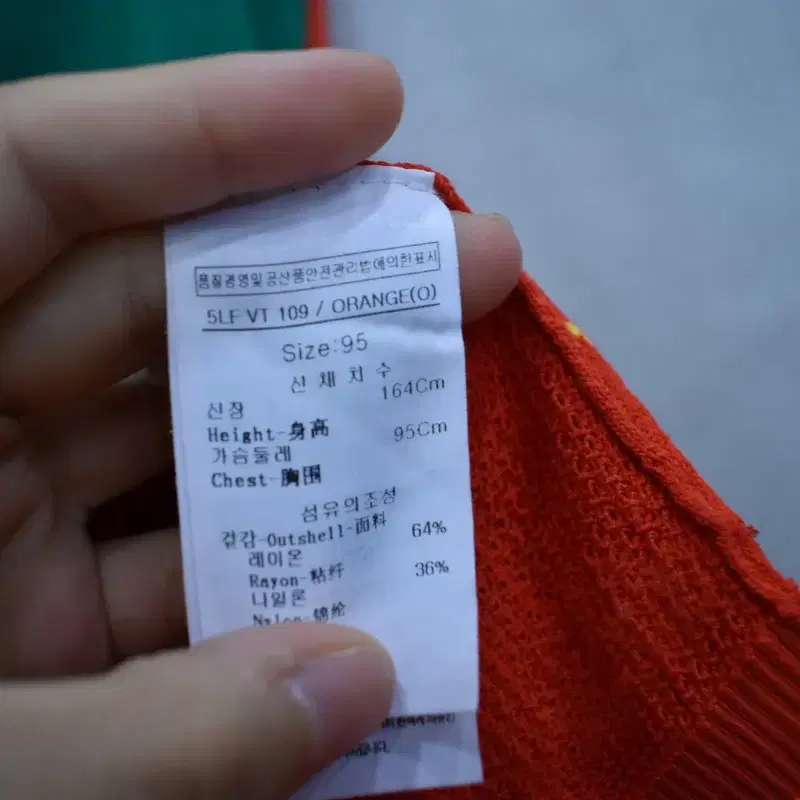 품질경영및공산품안전관리법에의한표시
5LF VT 109 / ORANGE(O)
Size:95
신 체 치 수
신장 164Cm
Height-身高
가슴둘레 95Cm
Chest-胸围
섬유의조성
겉감-Outshell-面料
레이온 64%
Rayon-粘纤
나일론 36%
Nylon-锦纶